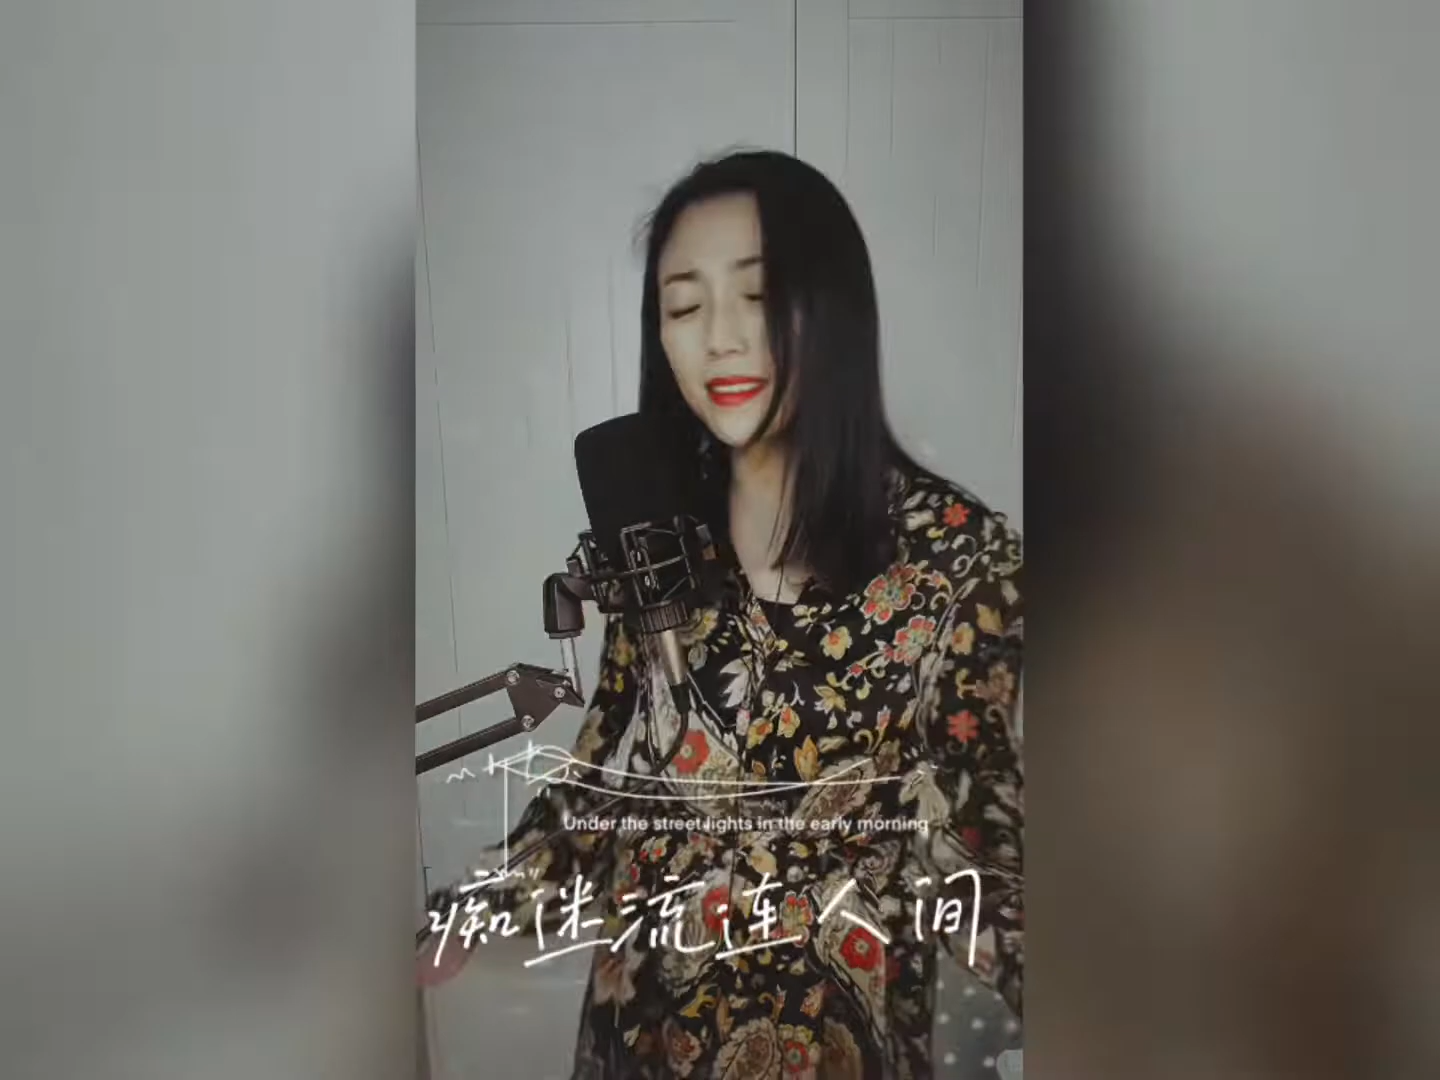 Under the street lights in the early morning
痴迷流连人间